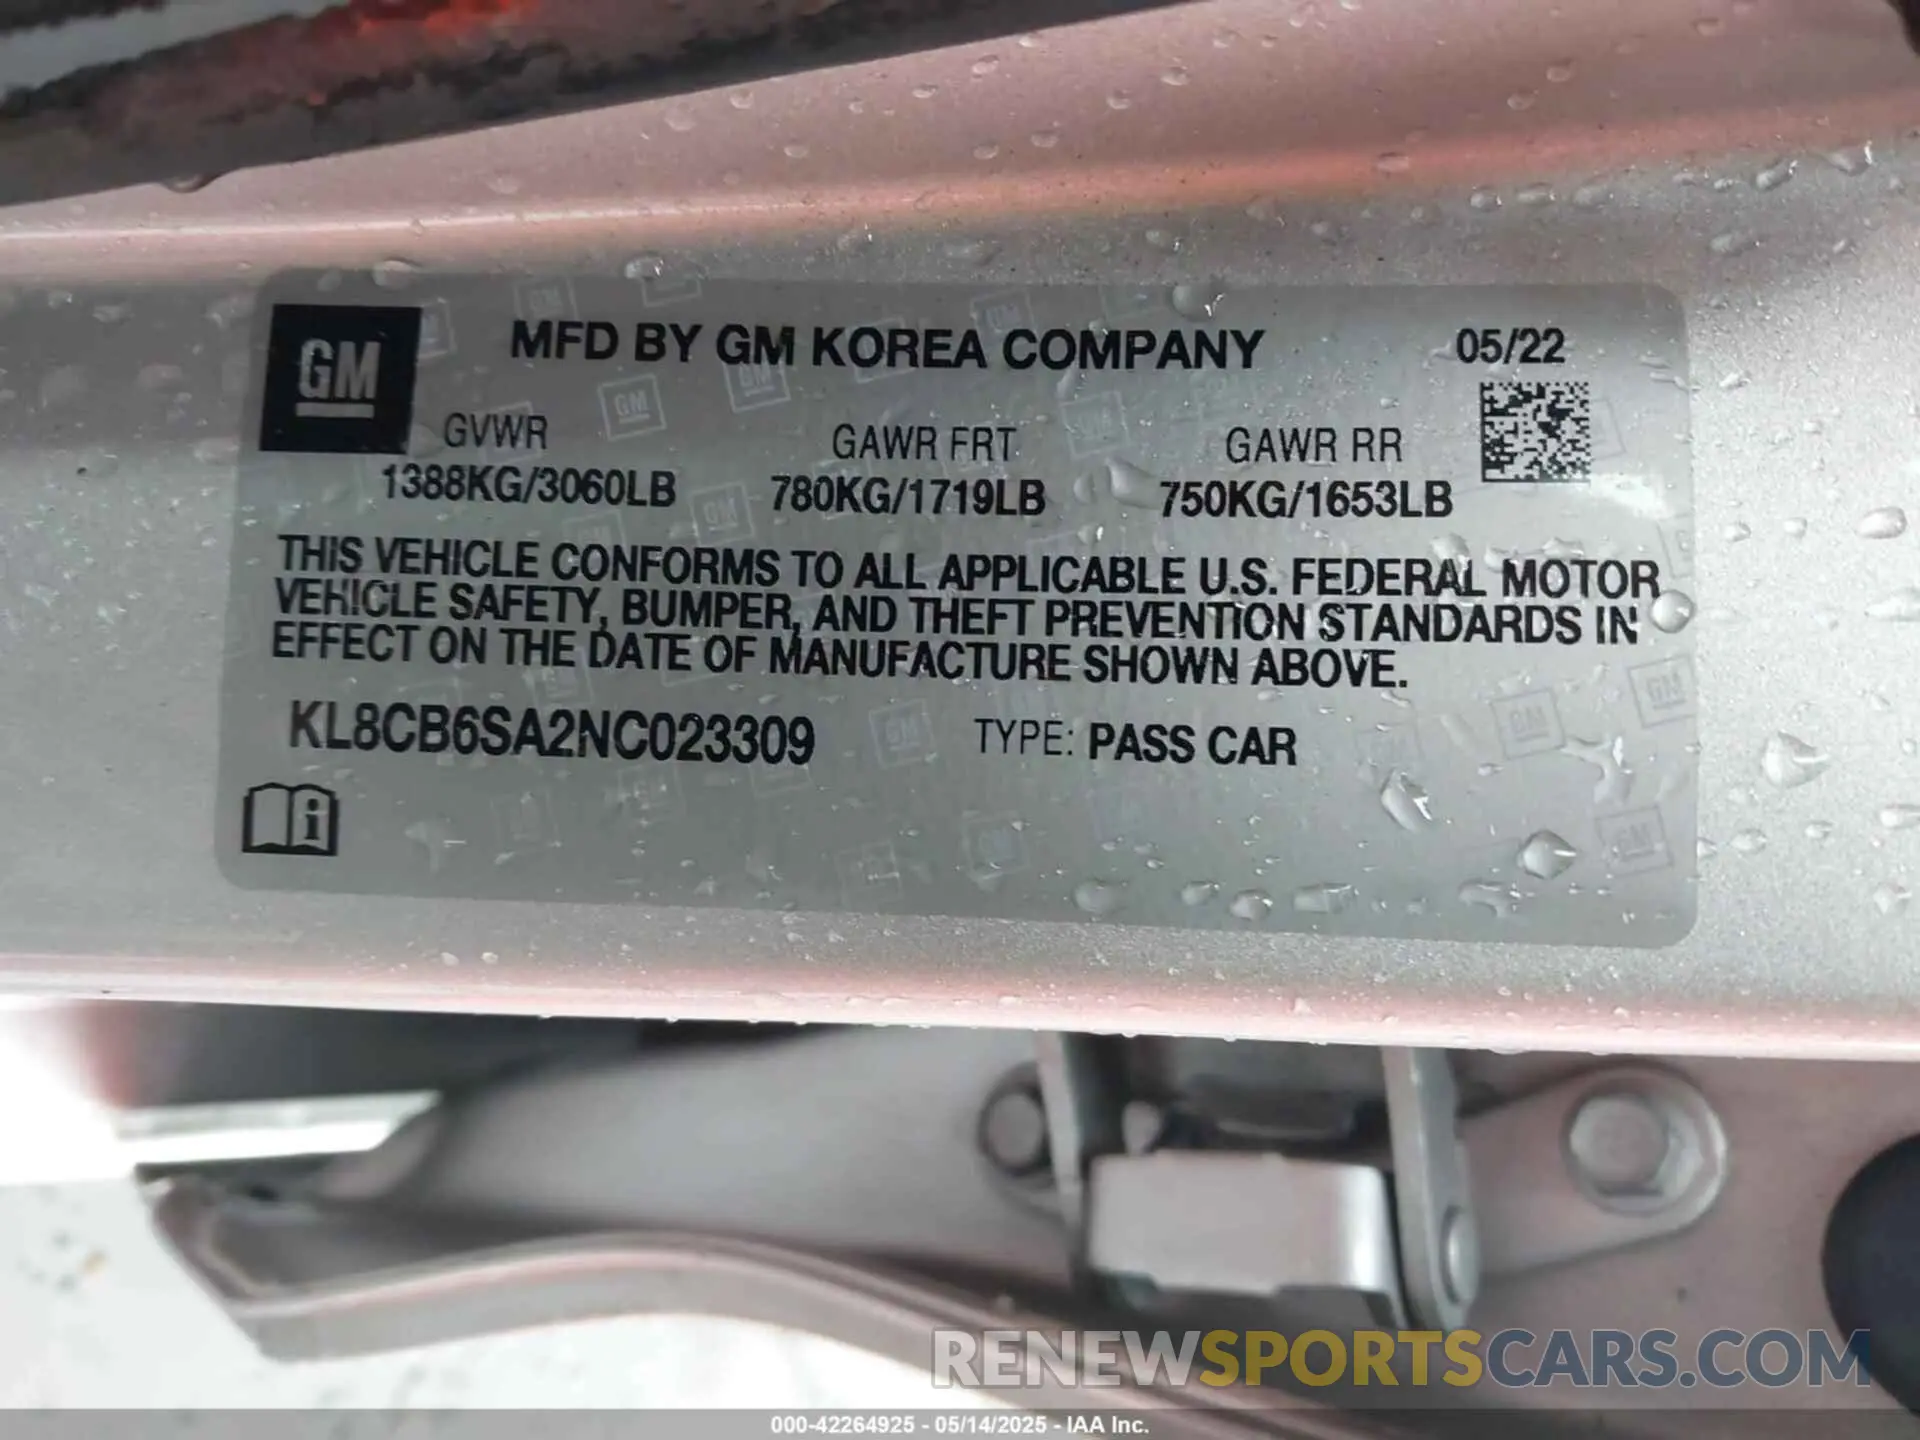 GM
MFD BY GM KOREA COMPANY 05/22
GVWR GAWR FRT GAWR RR
1388KG/3060LB 780KG/1719LB 750KG/1653LB
THIS VEHICLE CONFORMS TO ALL APPLICABLE U.S. FEDERAL MOTOR
VEHICLE SAFETY, BUMPER, AND THEFT PREVENTION STANDARDS IN
EFFECT ON THE DATE OF MANUFACTURE SHOWN ABOVE.
KL8CB6SA2NC023309 TYPE: PASS CAR
RENEWSPORTSCARS.COM
000-42264925 - 05/14/2025 - IAA Inc.